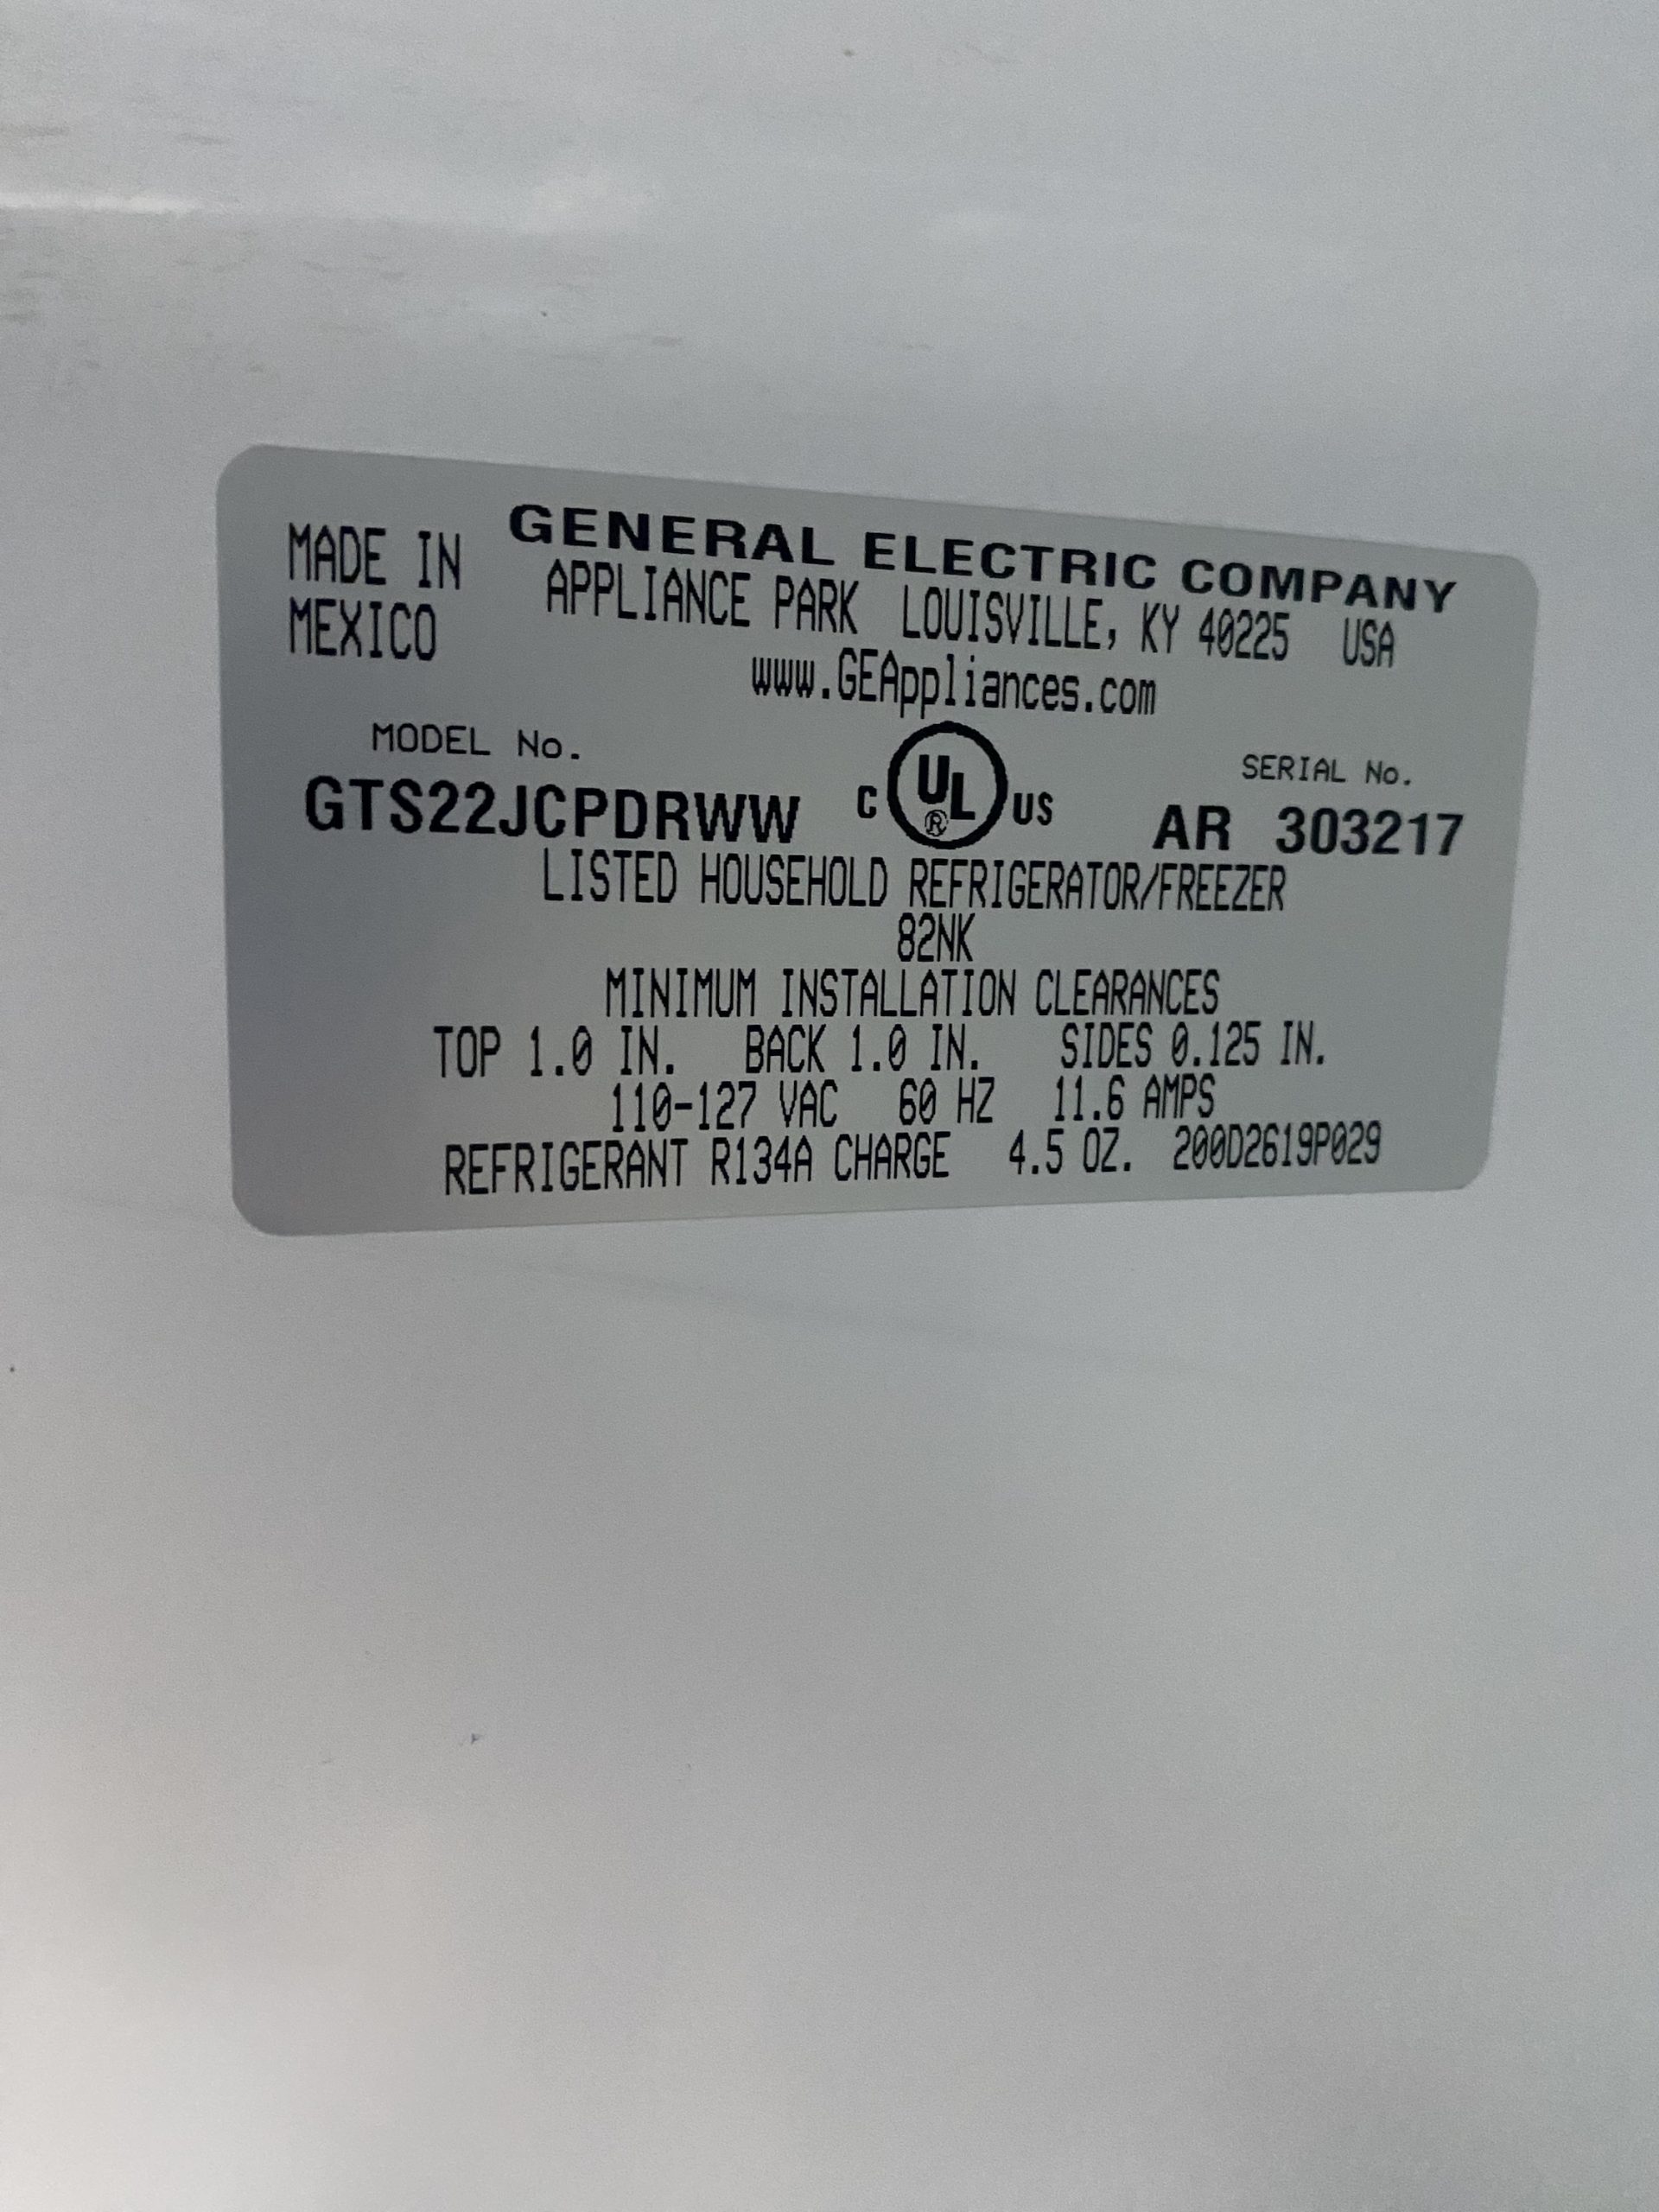 MADE IN
MEXICO
GENERAL ELECTRIC COMPANY
APPLIANCE PARK LOUISVILLE, KY 40225 USA
www.GEAppliances.com
MODEL No.
GTS22JCPDRWW
C UL® US
SERIAL No.
AR 303217
LISTED HOUSEHOLD REFRIGERATOR/FREEZER
82NK
MINIMUM INSTALLATION CLEARANCES
TOP 1.0 IN. BACK 1.0 IN. SIDES 0.125 IN.
110-127 VAC 60 HZ 11.6 AMPS
REFRIGERANT R134A CHARGE 4.5 OZ. 200D2619P029